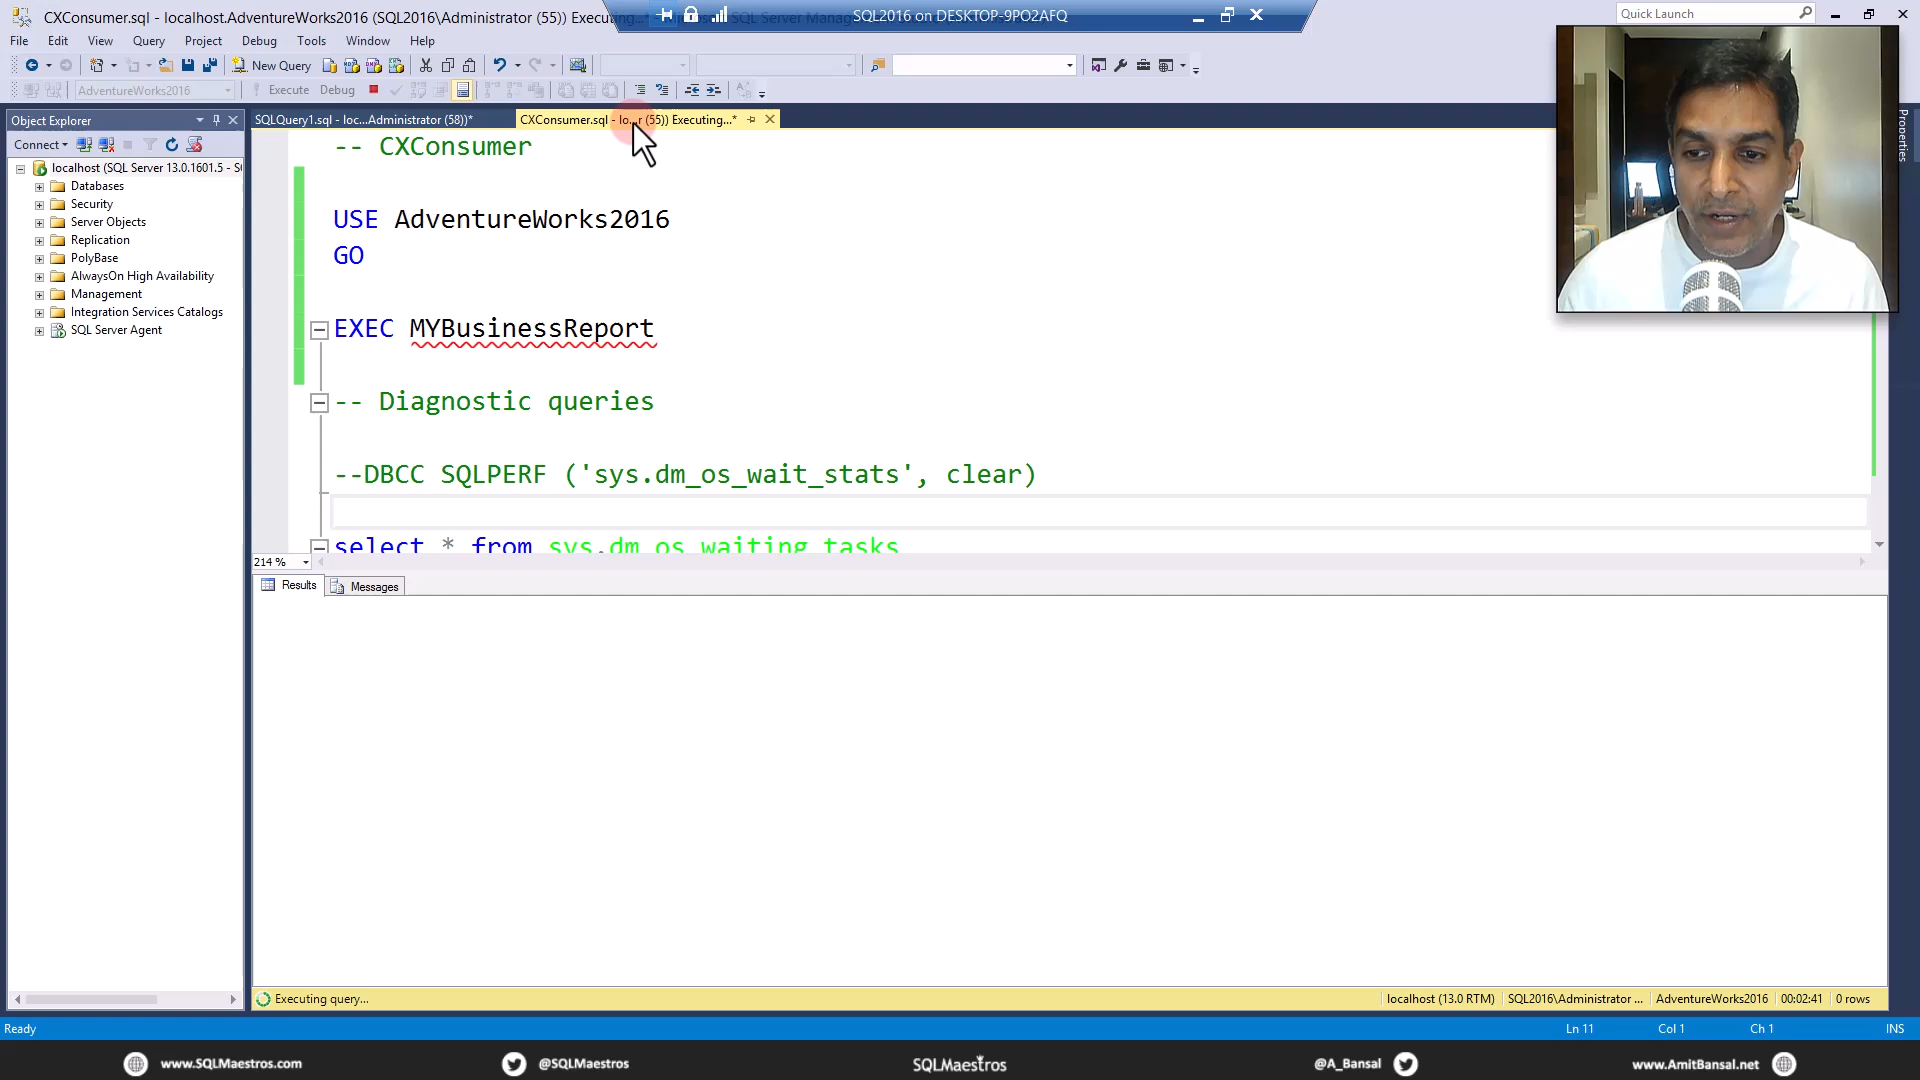 CXConsumer.sql - localhost.AdventureWorks2016 (SQL2016\Administrator (55)) Executing...*
SQL2016 on DESKTOP-9PO2AFQ
Quick Launch
File Edit View Query Project Debug Tools Window Help
New Query
AdventureWorks2016
Execute Debug
Object Explorer
SQLQuery1.sql - loc...Administrator (58))*
CXConsumer.sql - lo...r (55)) Executing...*
Properties
Connect
localhost (SQL Server 13.0.1601.5 - S
Databases
Security
Server Objects
Replication
PolyBase
AlwaysOn High Availability
Management
Integration Services Catalogs
SQL Server Agent
-- CXConsumer
USE AdventureWorks2016
GO
EXEC MYBusinessReport
-- Diagnostic queries
--DBCC SQLPERF ('sys.dm_os_wait_stats', clear)
select * from sys.dm_os_waiting_tasks
214 %
Results Messages
Executing query...
localhost (13.0 RTM) SQL2016\Administrator ... AdventureWorks2016 00:02:41 0 rows
Ready
Ln 11 Col 1 Ch 1 INS
www.SQLMaestros.com @SQLMaestros SQLMaestros @A_Bansal www.AmitBansal.net